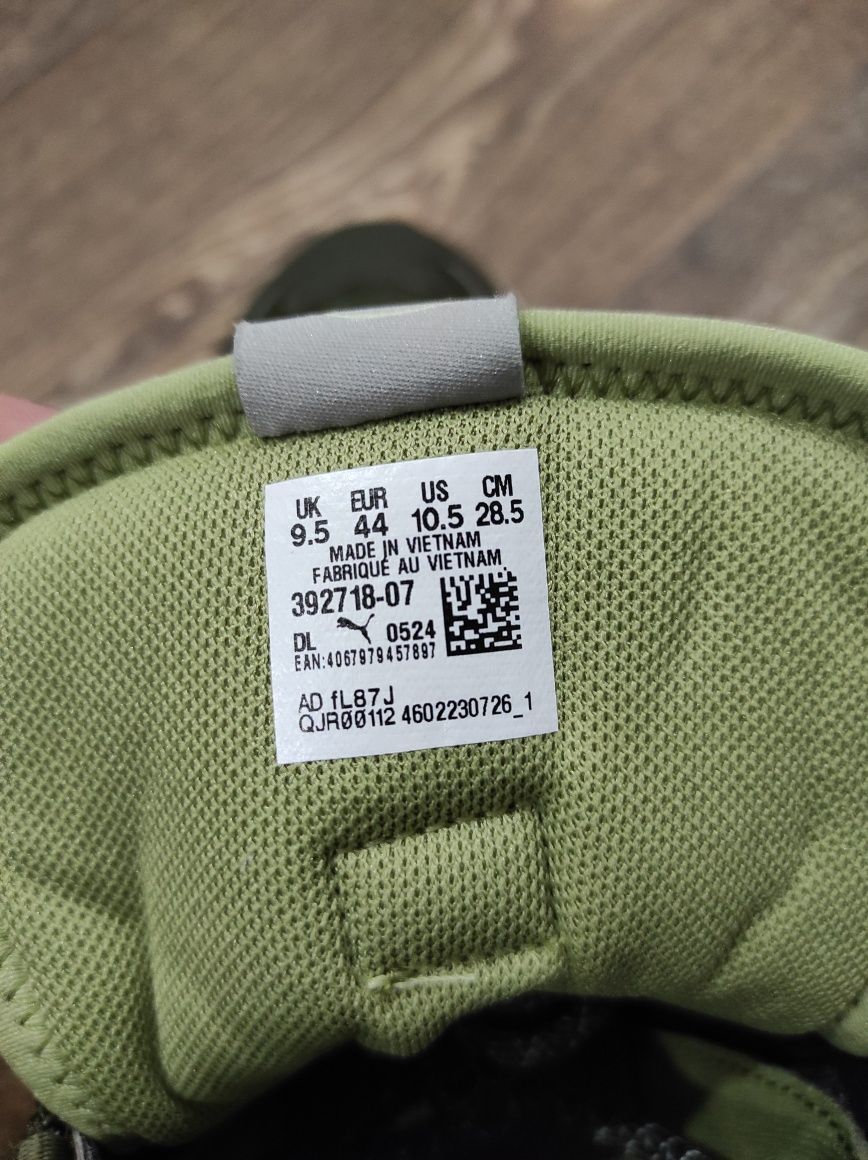 UK EUR US CM
9.5 44 10.5 28.5
MADE IN VIETNAM
FABRIQUÉ AU VIETNAM
392718-07
DL 0524
EAN:4067979457897
AD fL87J
QJR00112 4602230726_1